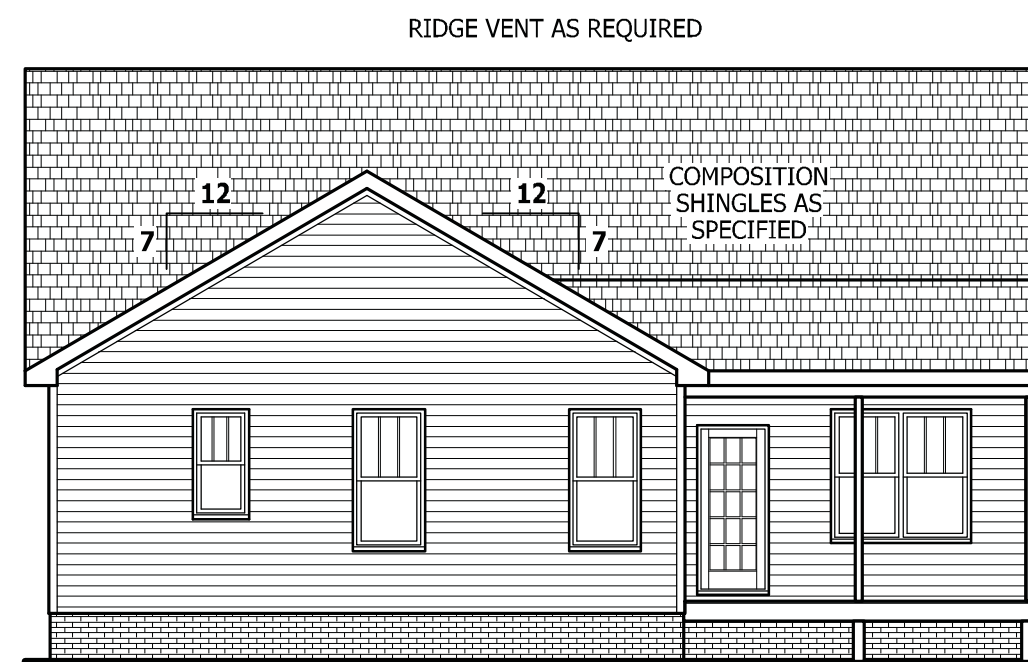 RIDGE VENT AS REQUIRED
12
7
12
7
COMPOSITION
SHINGLES AS
SPECIFIED